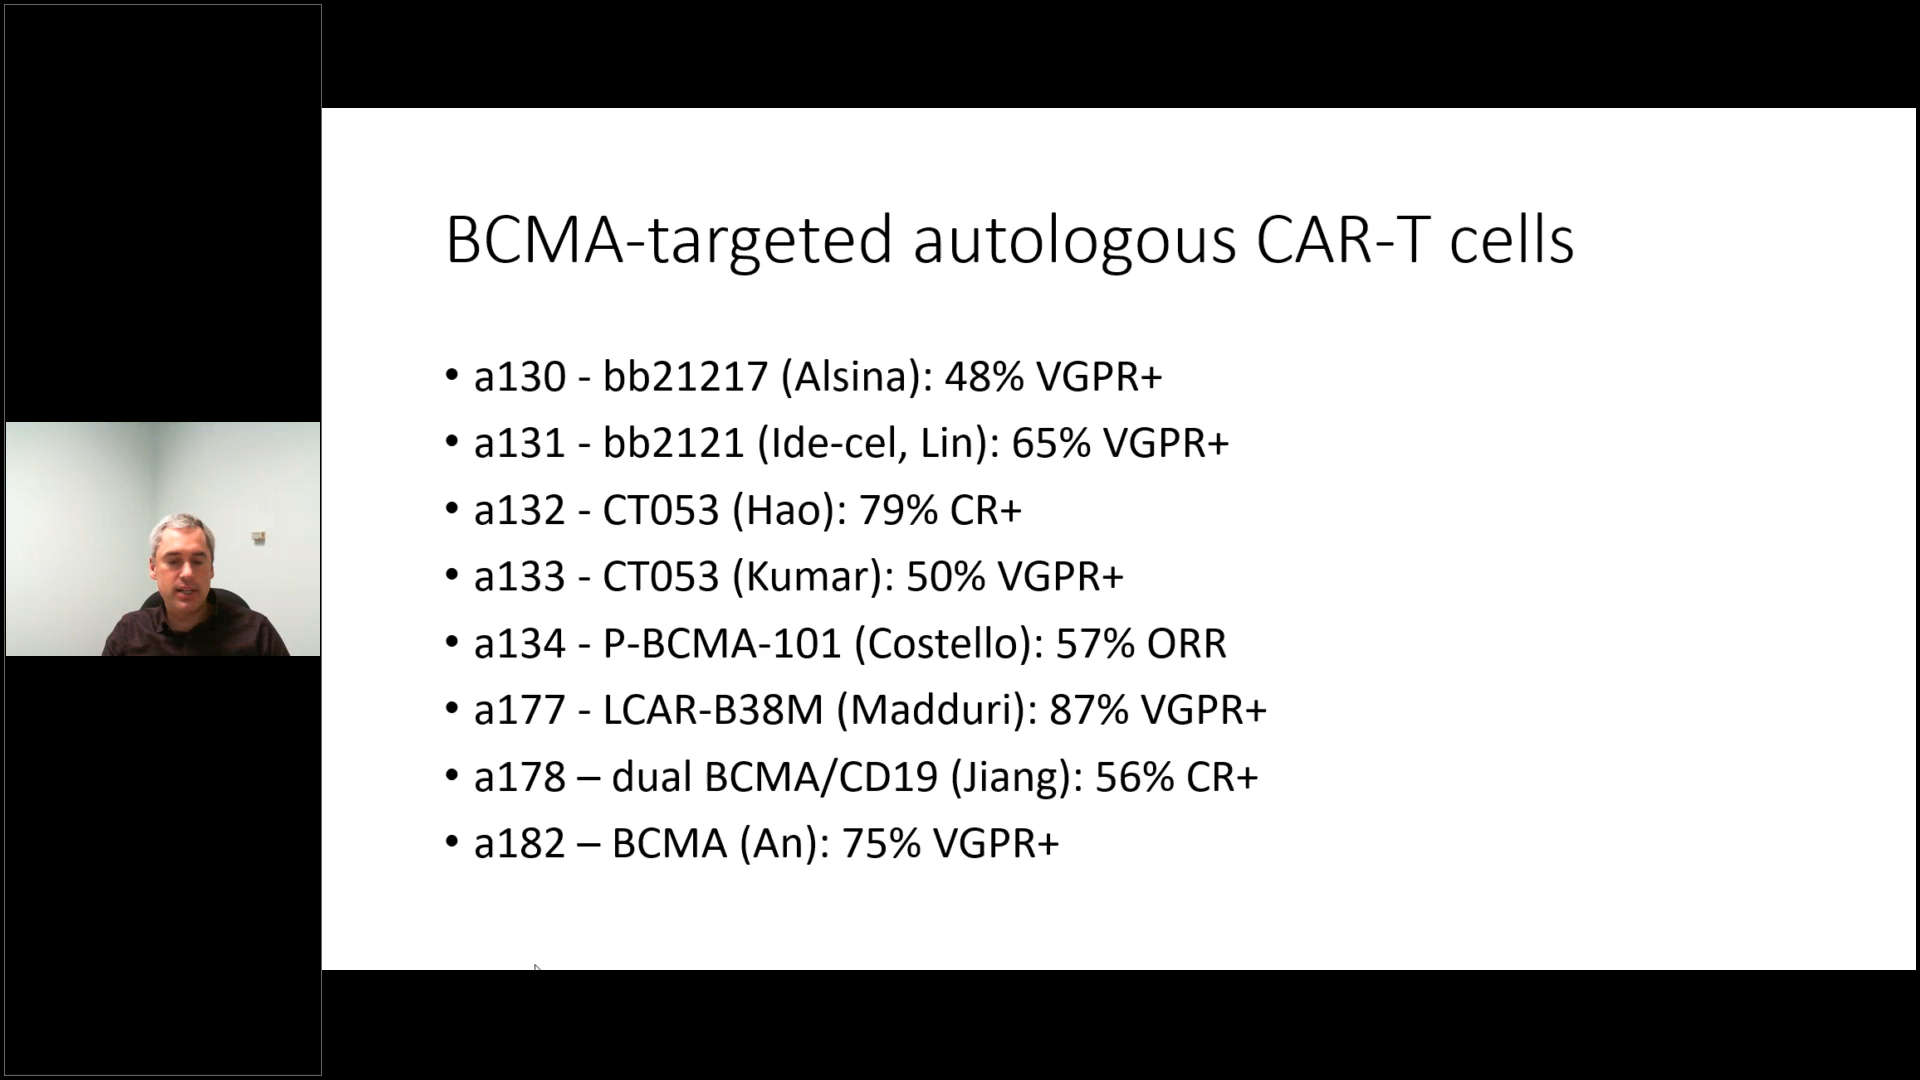 BCMA-targeted autologous CAR-T cells
• a130 - bb21217 (Alsina): 48% VGPR+
• a131 - bb2121 (Ide-cel, Lin): 65% VGPR+
• a132 - CT053 (Hao): 79% CR+
• a133 - CT053 (Kumar): 50% VGPR+
• a134 - P-BCMA-101 (Costello): 57% ORR
• a177 - LCAR-B38M (Madduri): 87% VGPR+
• a178 – dual BCMA/CD19 (Jiang): 56% CR+
• a182 – BCMA (An): 75% VGPR+